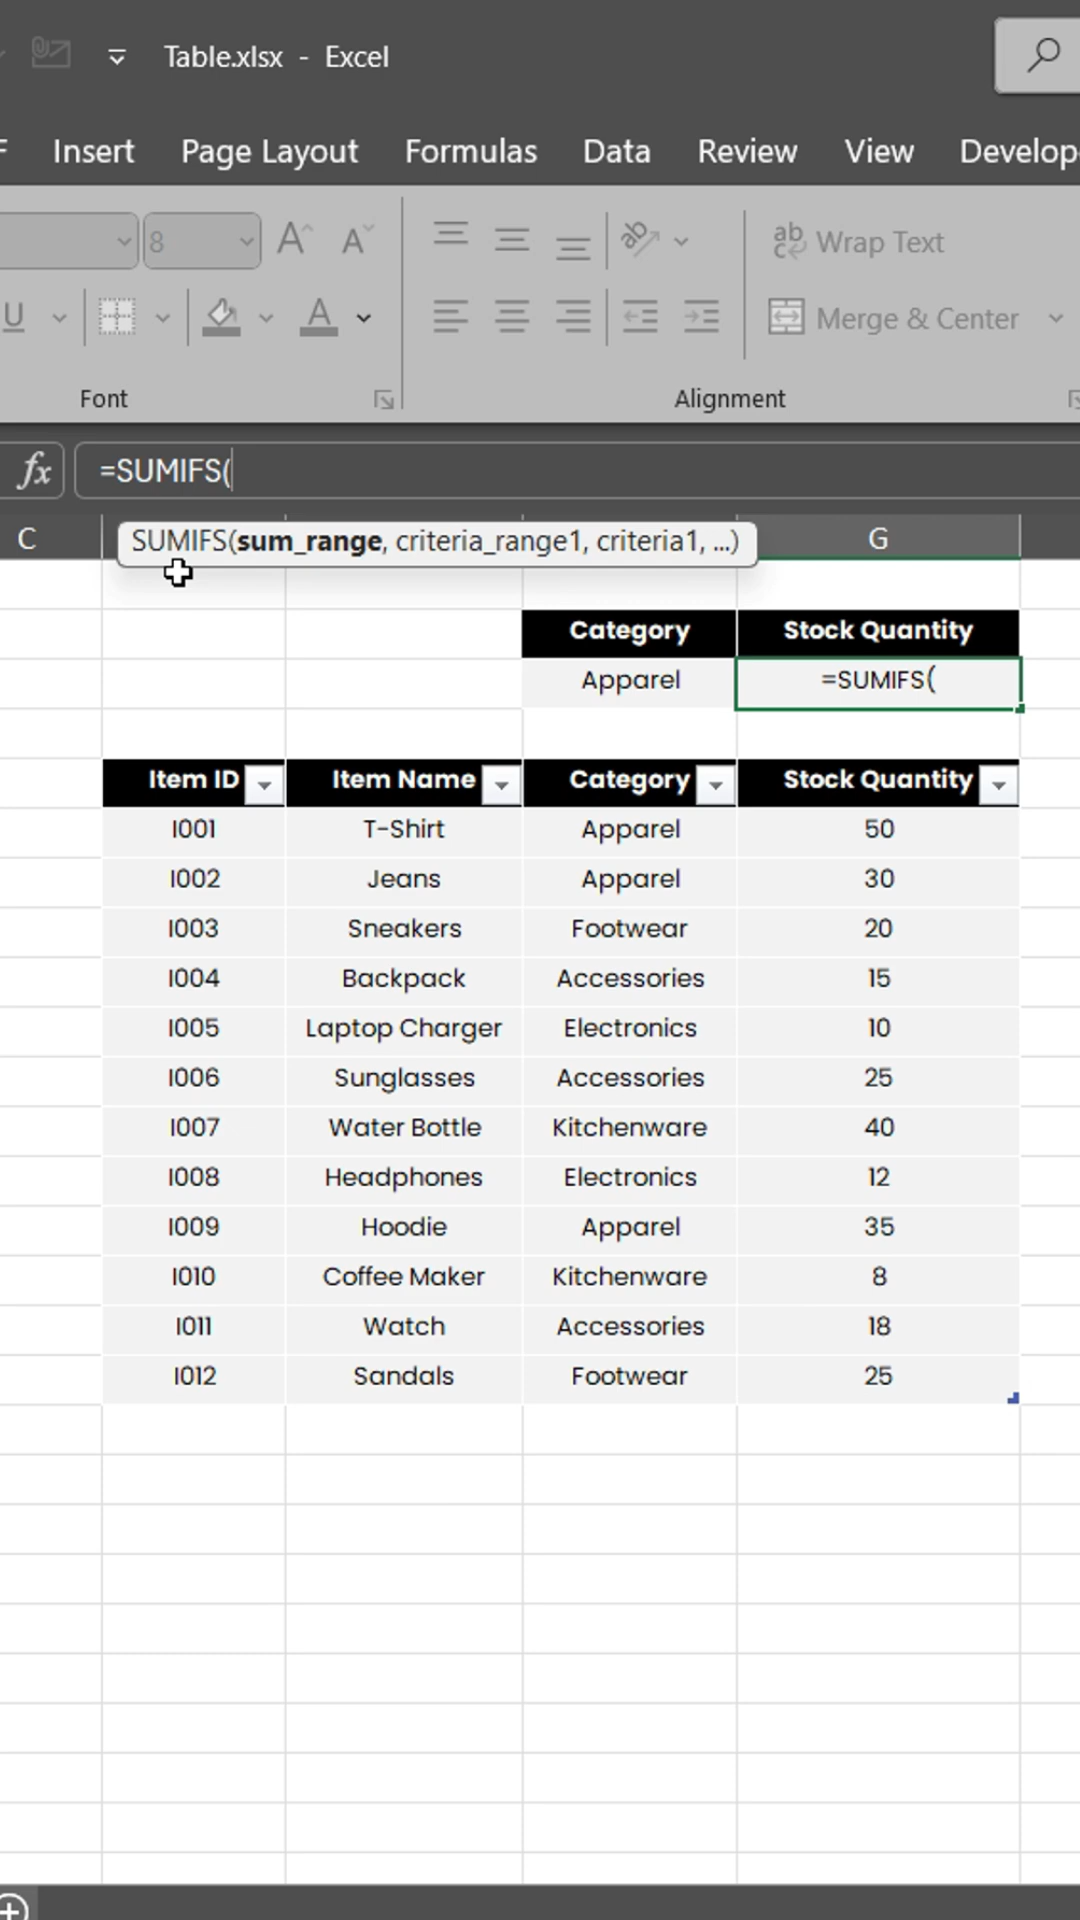 Table.xlsx - Excel
Insert Page Layout Formulas Data Review View Develop
8 A A ab Wrap Text
U A Merge & Center
Font Alignment
fx =SUMIFS(
C G
SUMIFS(sum_range, criteria_range1, criteria1, ...)
Category Stock Quantity
Apparel =SUMIFS(
Item ID Item Name Category Stock Quantity
I001 T-Shirt Apparel 50
I002 Jeans Apparel 30
I003 Sneakers Footwear 20
I004 Backpack Accessories 15
I005 Laptop Charger Electronics 10
I006 Sunglasses Accessories 25
I007 Water Bottle Kitchenware 40
I008 Headphones Electronics 12
I009 Hoodie Apparel 35
I010 Coffee Maker Kitchenware 8
I011 Watch Accessories 18
I012 Sandals Footwear 25